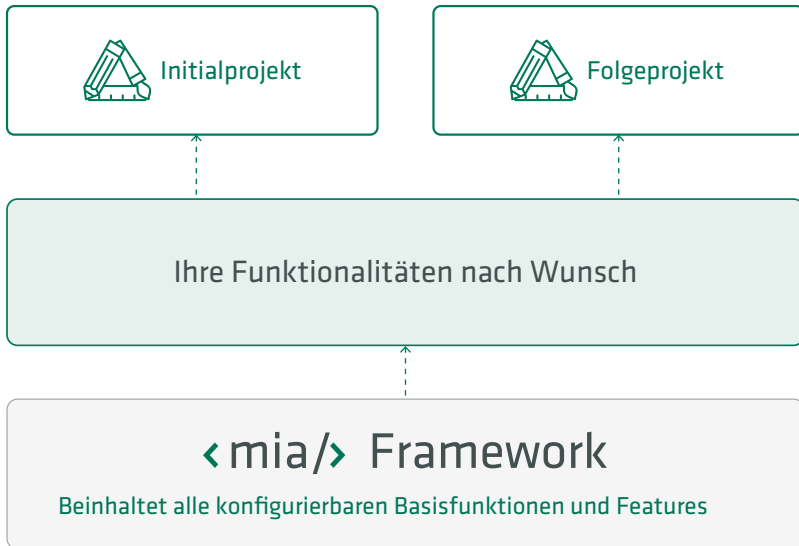 Initialprojekt
Folgeprojekt
Ihre Funktionalitäten nach Wunsch
<mia/> Framework
Beinhaltet alle konfigurierbaren Basisfunktionen und Features